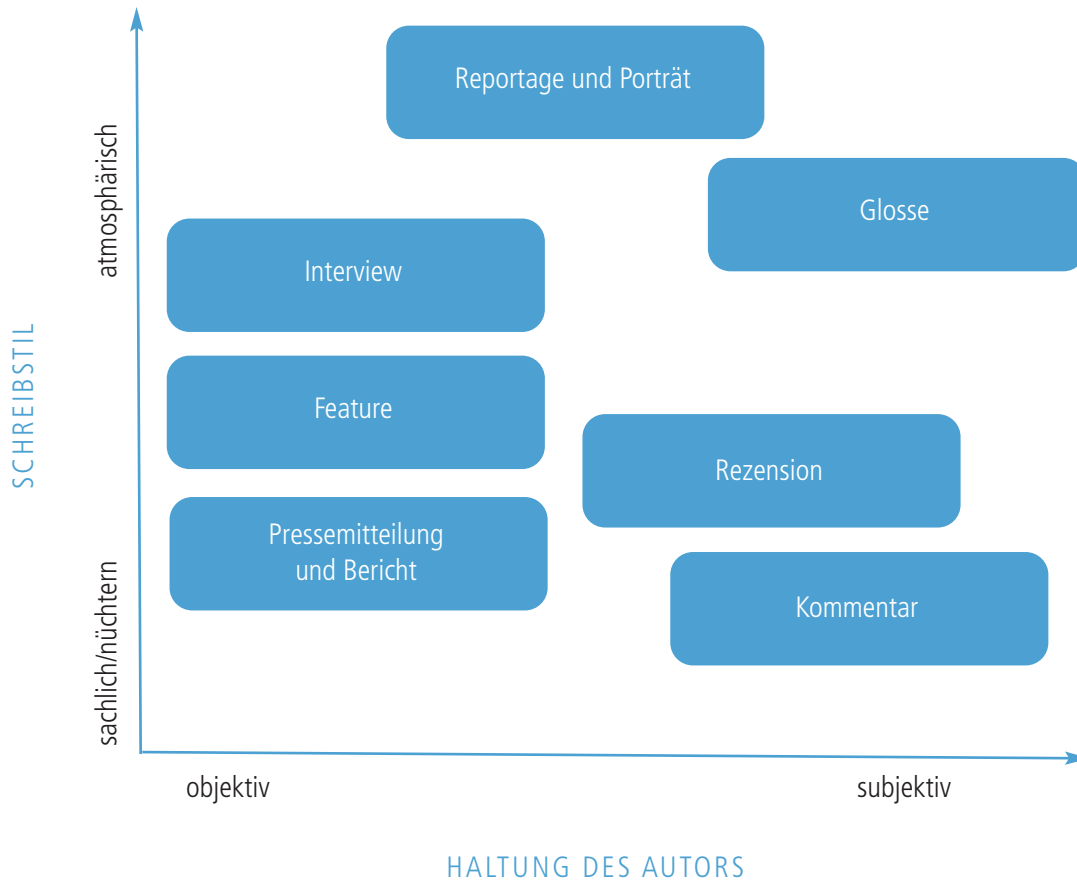 Reportage und Porträt
Glosse
Interview
Feature
Rezension
Pressemitteilung
und Bericht
Kommentar
SCHREIBSTIL
atmosphärisch
sachlich/nüchtern
objektiv
subjektiv
HALTUNG DES AUTORS